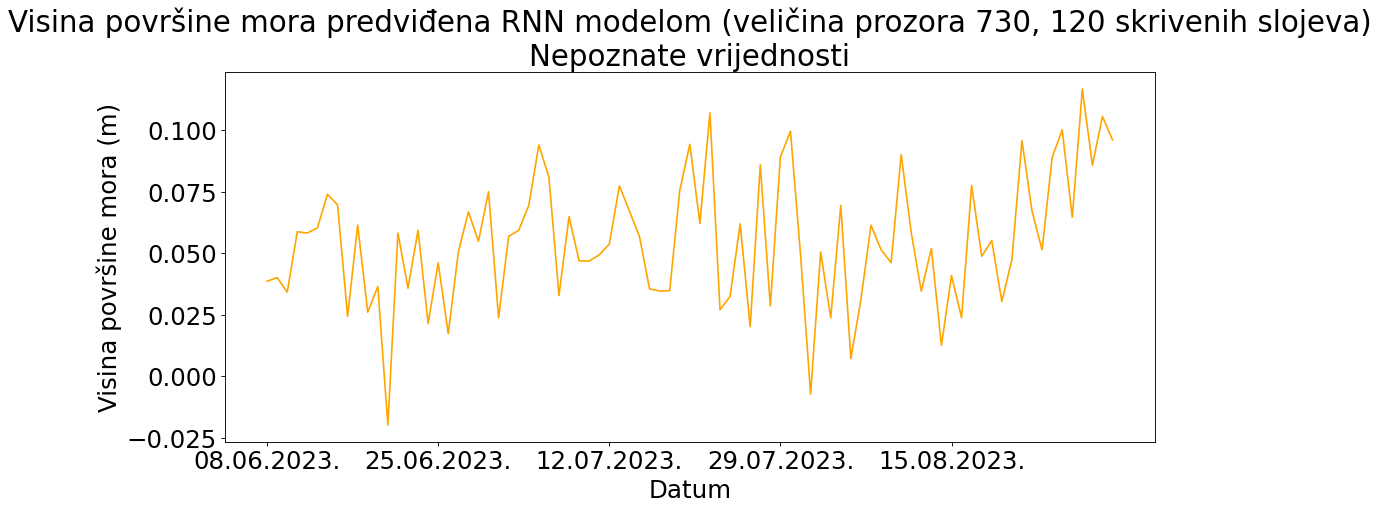 Visina površine mora predviđena RNN modelom (veličina prozora 730, 120 skrivenih slojeva)
Nepoznate vrijednosti
Visina površine mora (m)
0.100
0.075
0.050
0.025
0.000
−0.025
08.06.2023. 25.06.2023. 12.07.2023. 29.07.2023. 15.08.2023.
Datum